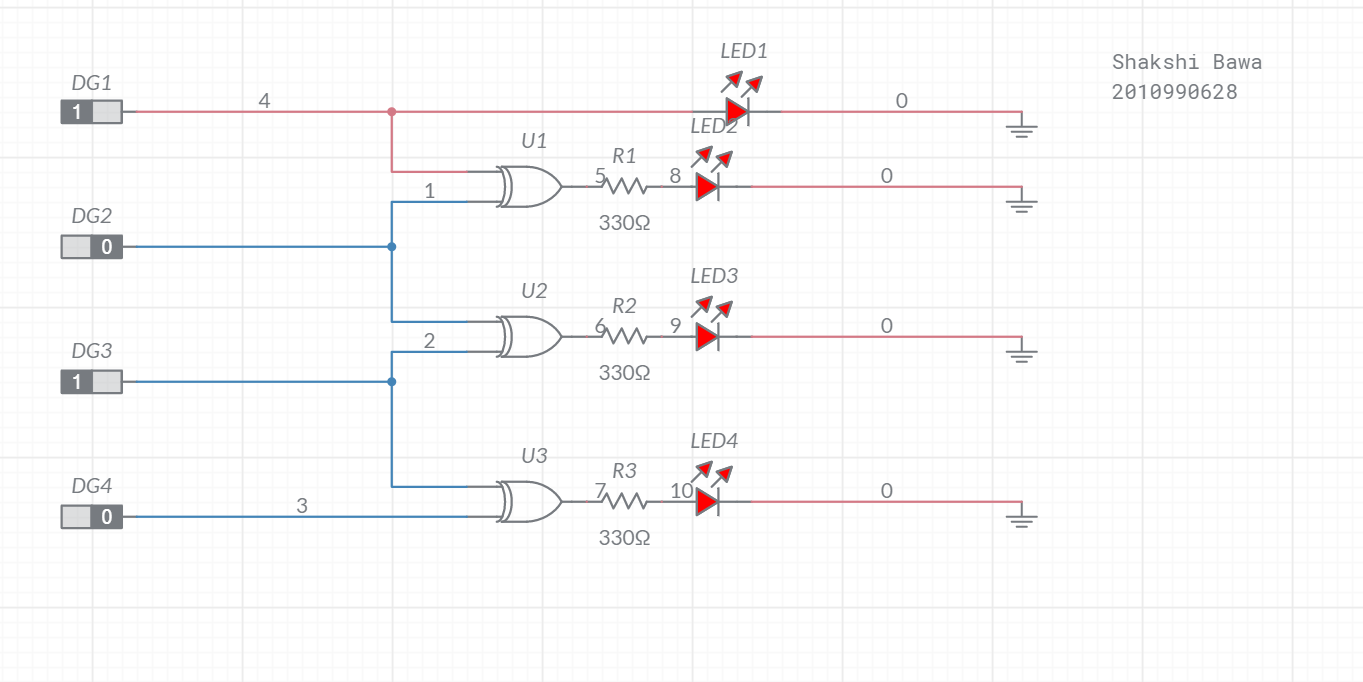 LED1
Shakshi Bawa
2010990628
DG1
1
4
0
LED2
U1
R1
5
8
0
1
330Ω
DG2
0
LED3
U2
R2
6
9
0
2
330Ω
DG3
1
LED4
U3
R3
7
10
0
DG4
0
3
330Ω